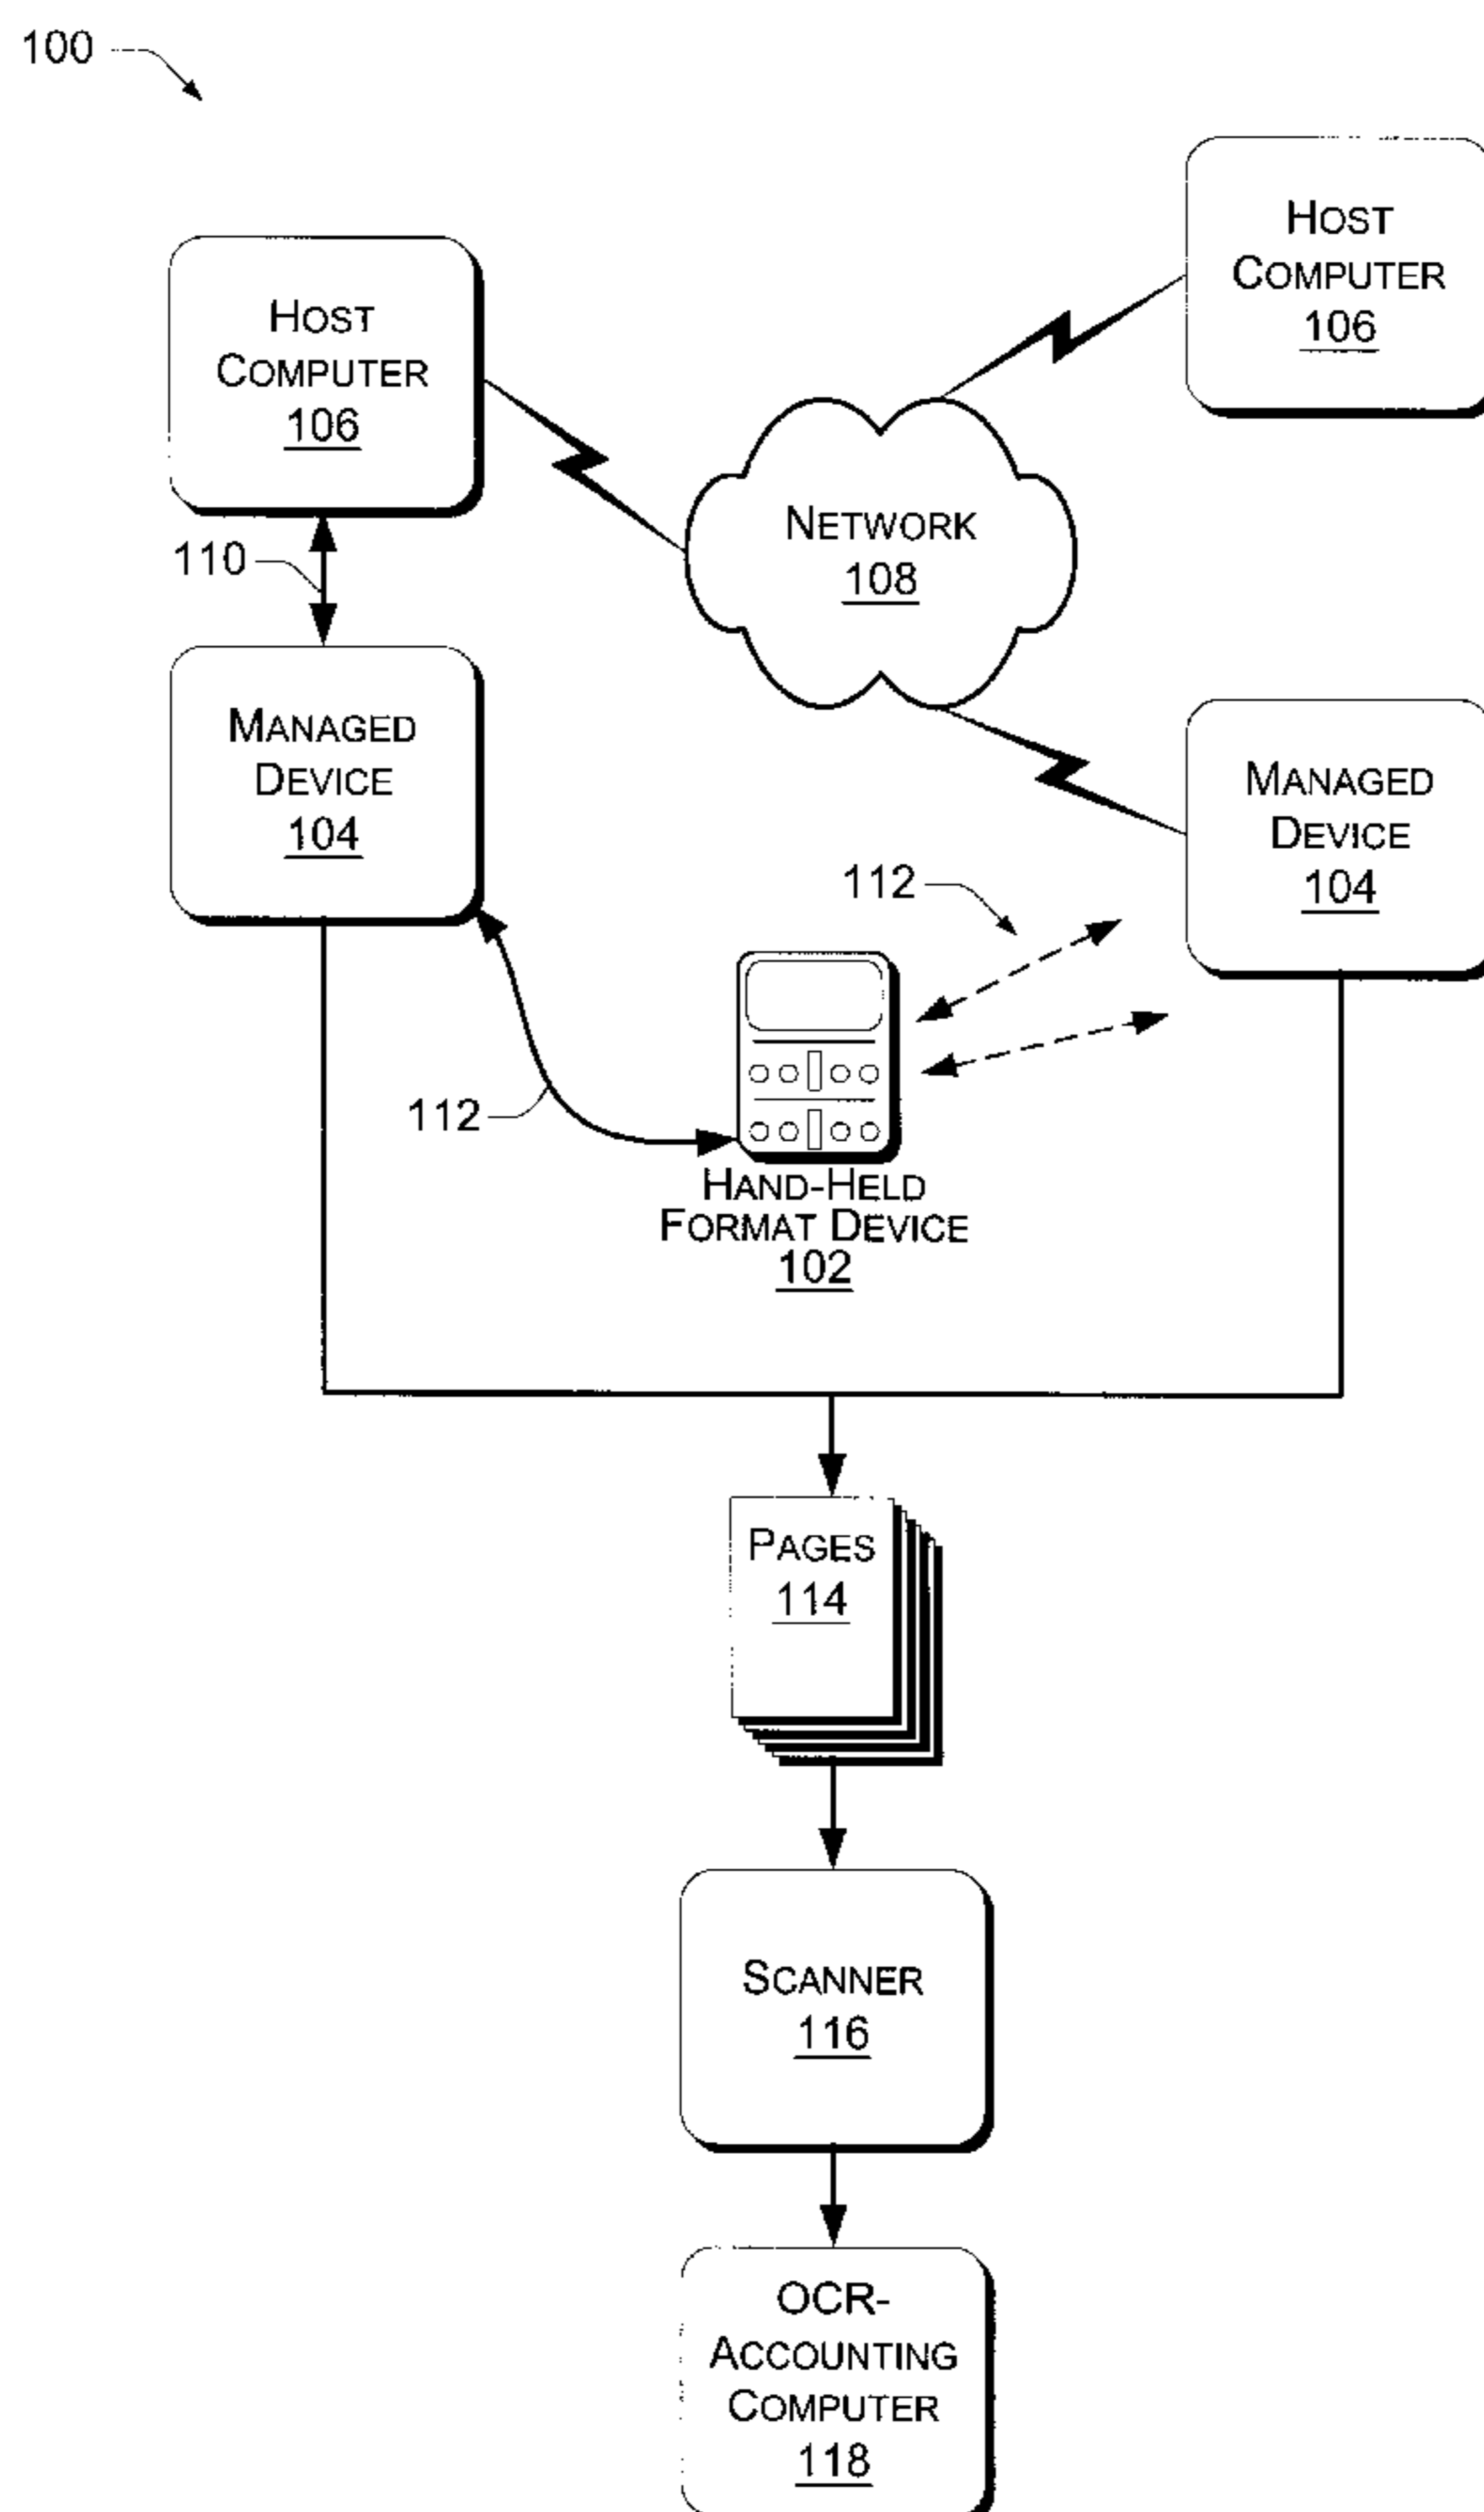 100
HOST
COMPUTER
106
HOST
COMPUTER
106
NETWORK
108
110
MANAGED
DEVICE
104
MANAGED
DEVICE
104
112
112
HAND-HELD
FORMAT DEVICE
102
PAGES
114
SCANNER
116
OCR-
ACCOUNTING
COMPUTER
118